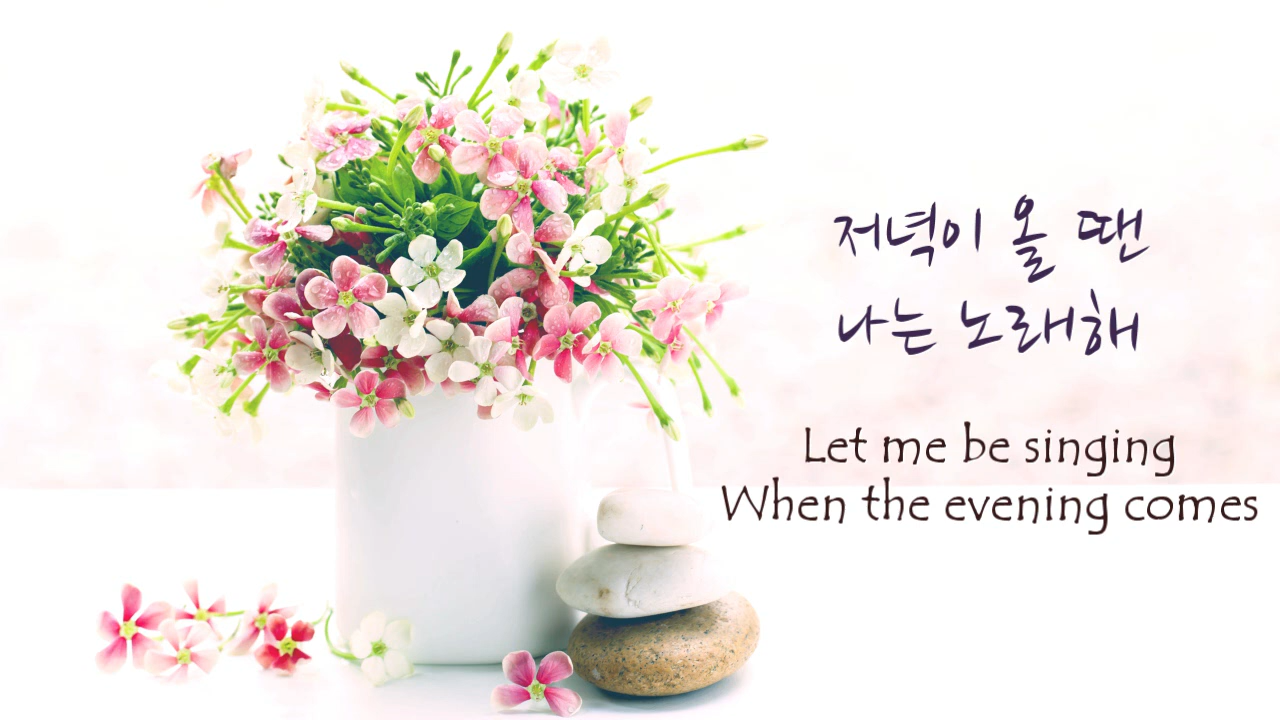 저녁이 올 땐
나는 노래해
Let me be singing
When the evening comes